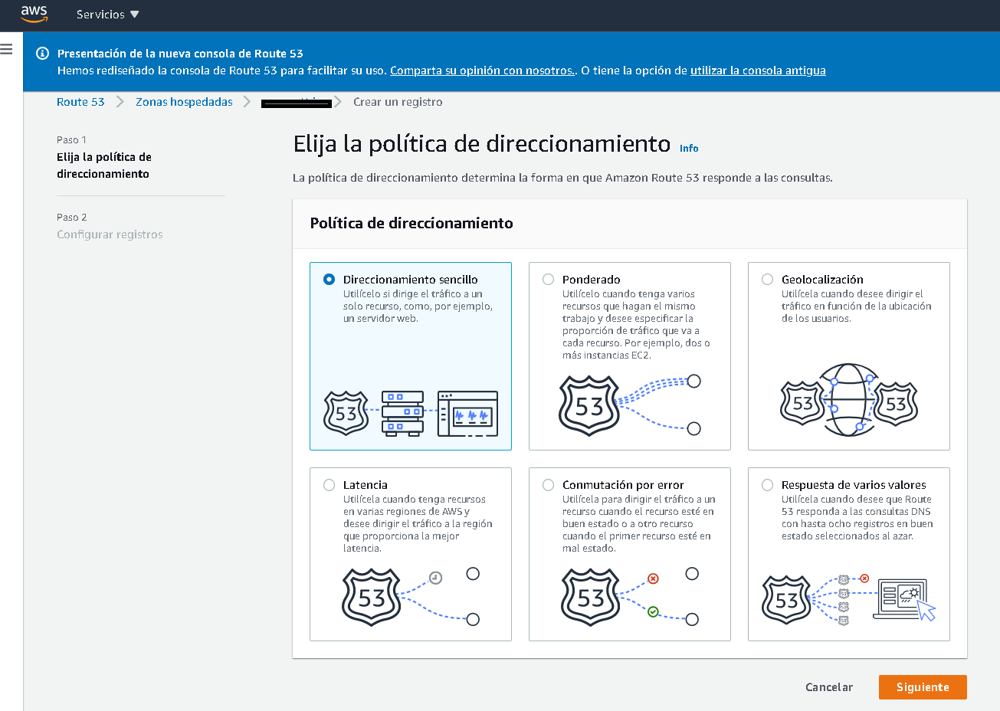 aws
Servicios
Presentación de la nueva consola de Route 53
Hemos rediseñado la consola de Route 53 para facilitar su uso. Comparta su opinión con nosotros.. O tiene la opción de utilizar la consola antigua
Route 53
Zonas hospedadas
Crear un registro
Paso 1
Elija la política de
direccionamiento
Paso 2
Configurar registros
Elija la política de direccionamiento Info
La política de direccionamiento determina la forma en que Amazon Route 53 responde a las consultas.
Política de direccionamiento
Direccionamiento sencillo
Utilícelo si dirige el tráfico a un
solo recurso, como, por ejemplo,
un servidor web.
53
Ponderado
Utilícelo cuando tenga varios
recursos que hagan el mismo
trabajo y desee especificar la
proporción de tráfico que va a
cada recurso. Por ejemplo, dos o
más instancias EC2.
53
Geolocalización
Utilícela cuando desee dirigir el
tráfico en función de la ubicación
de los usuarios.
53
53
Latencia
Utilícela cuando tenga recursos
en varias regiones de AWS y
desee dirigir el tráfico a la región
que proporciona la mejor
latencia.
53
Conmutación por error
Utilícela para dirigir el tráfico a un
recurso cuando el recurso esté en
buen estado o a otro recurso
cuando el primer recurso esté en
mal estado.
53
Respuesta de varios valores
Utilícela cuando desee que Route
53 responda a las consultas DNS
con hasta ocho registros en buen
estado seleccionados al azar.
53
53
53
53
53
Cancelar
Siguiente